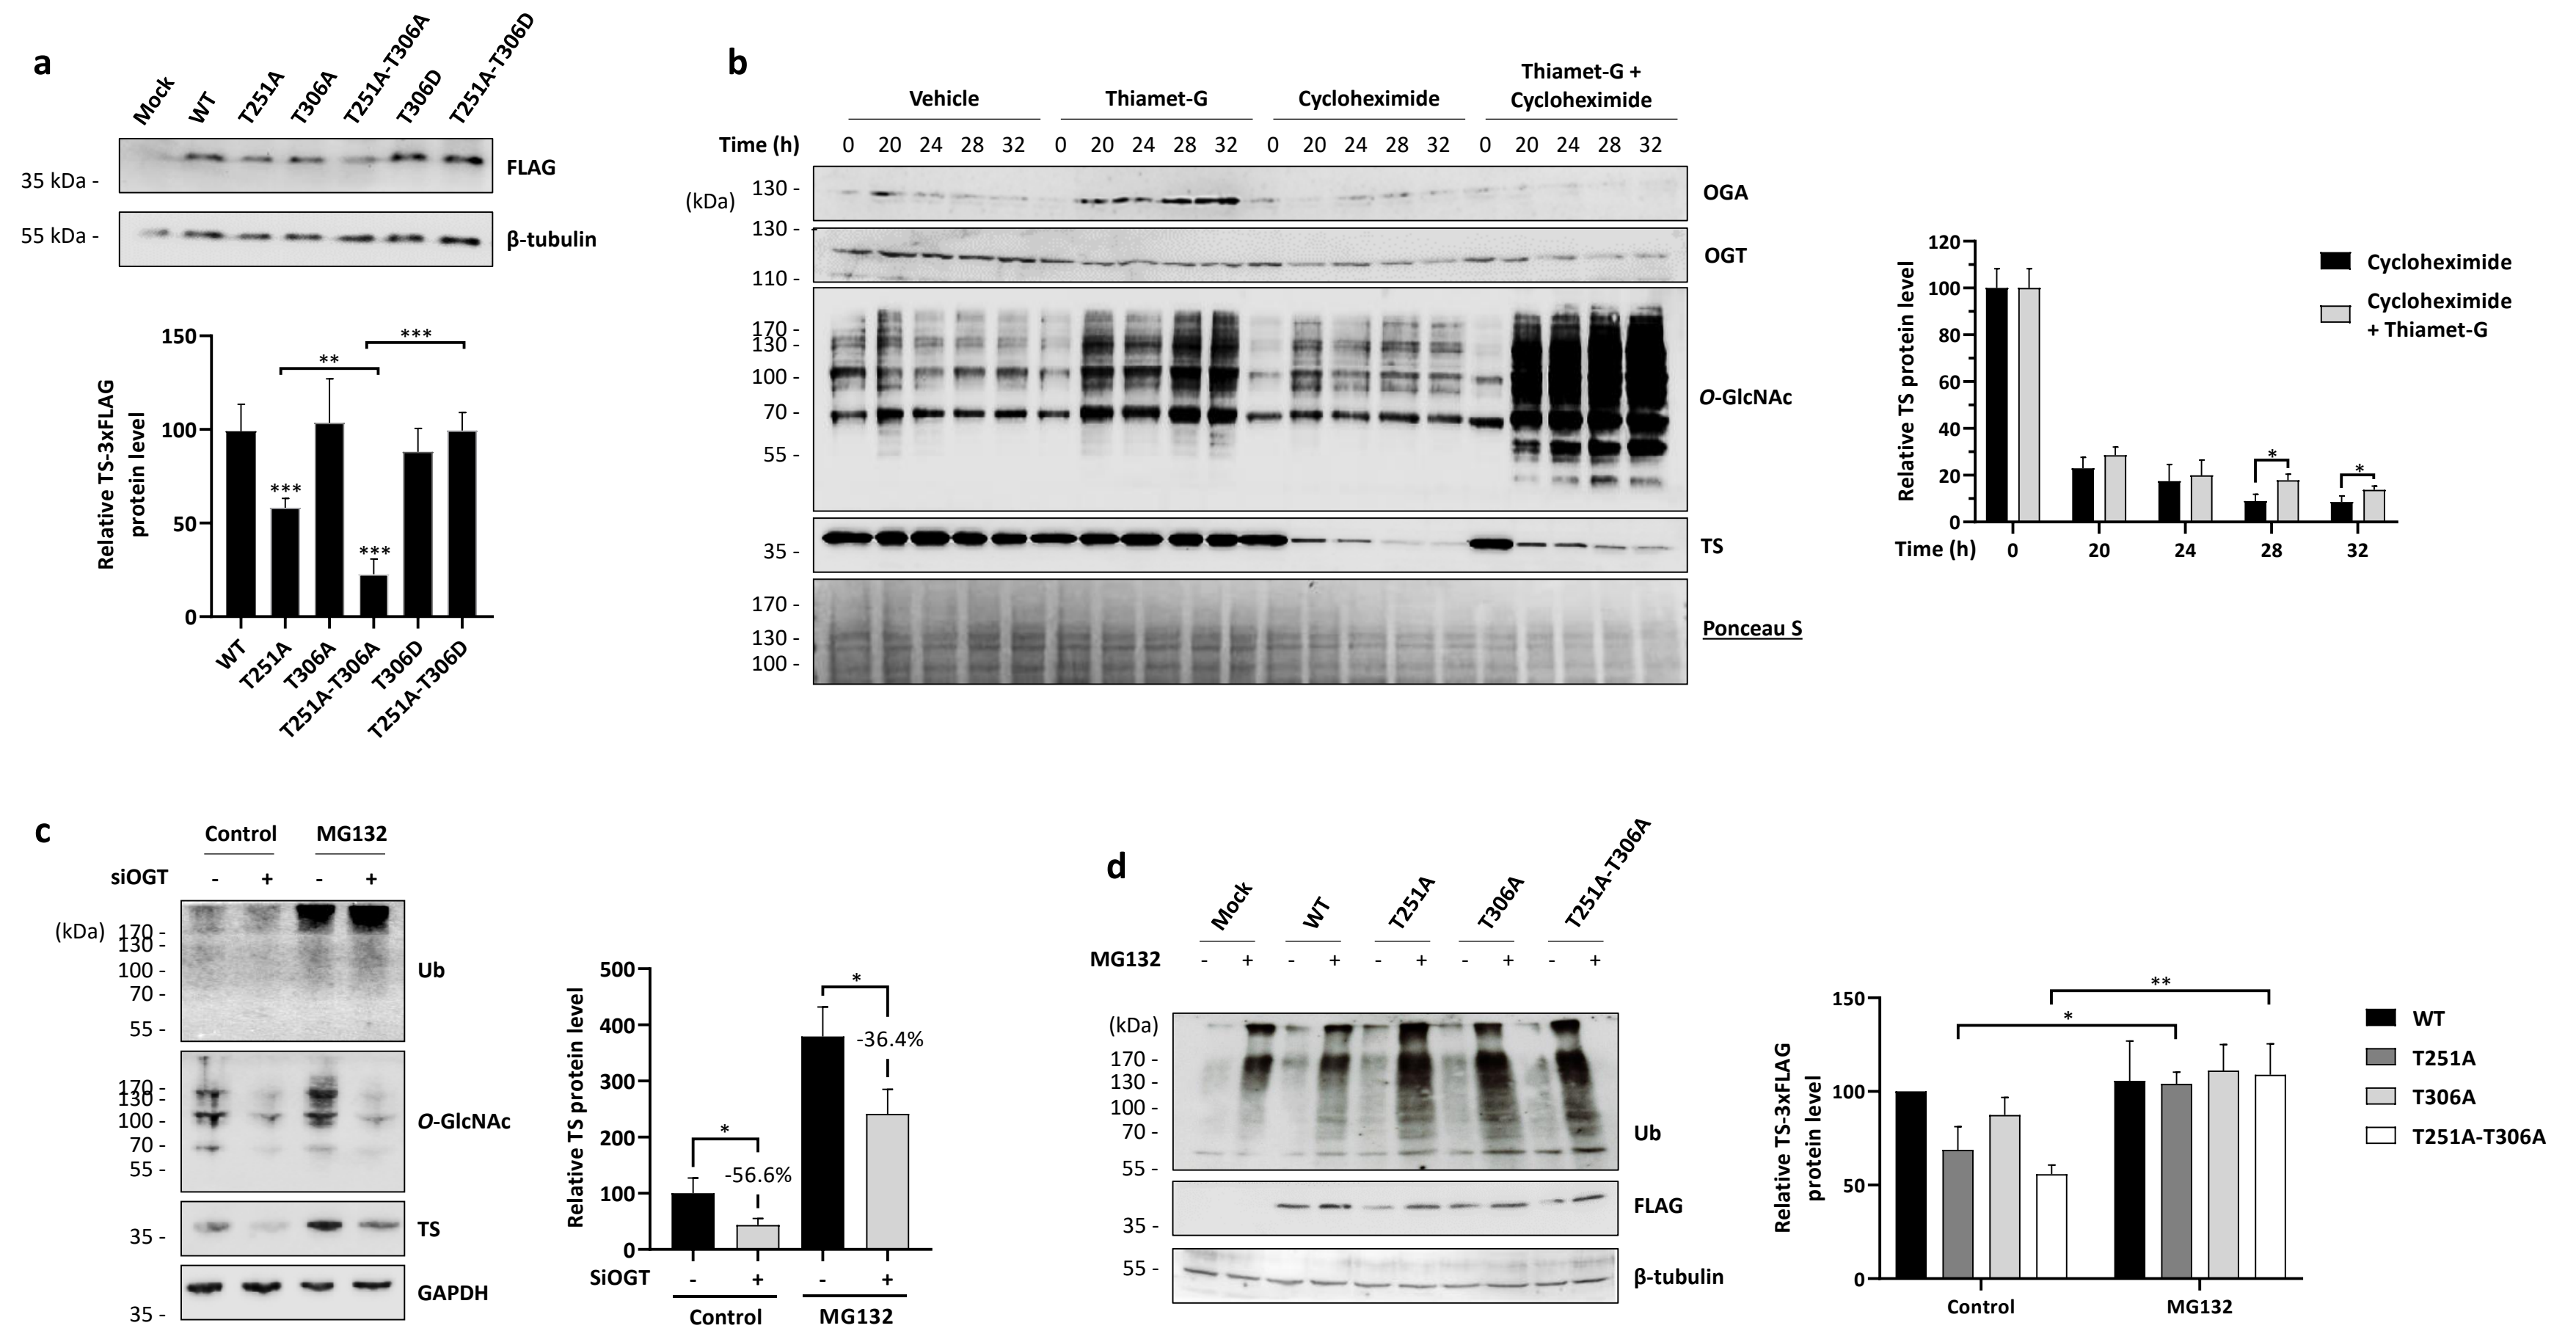 a
Mock WT T251A T306A T251A-T306A T306D T251A-T306D
35 kDa - FLAG
55 kDa - β-tubulin
Relative TS-3xFLAG
protein level
150
100
50
0
***
***
**
***
WT T251A T306A T251A-T306A T306D T251A-T306D
b
Vehicle Thiamet-G Cycloheximide Thiamet-G +
Cycloheximide
Time (h) 0 20 24 28 32 0 20 24 28 32 0 20 24 28 32 0 20 24 28 32
(kDa)
130 - OGA
130 -
OGT
110 -
170 -
130 -
100 -
O-GlcNAc
70 -
55 -
35 - TS
170 -
130 - Ponceau S
100 -
Relative TS protein level
120
100
80
60
40
20
0
*
*
Time (h) 0 20 24 28 32
Cycloheximide
Cycloheximide
+ Thiamet-G
c
Control MG132
siOGT - + - +
(kDa)
170 -
130 -
100 - Ub
70 -
55 -
170 -
130 -
100 - O-GlcNAc
70 -
55 -
35 - TS
GAPDH
35 -
Relative TS protein level
500
400
300
200
100
0
*
-56.6%
*
-36.4%
SiOGT - + - +
Control MG132
d
Mock WT T251A T306A T251A-T306A
MG132 - + - + - + - + - +
(kDa)
170 -
130 -
100 -
70 - Ub
55 -
FLAG
35 -
55 - β-tubulin
Relative TS-3xFLAG
protein level
150
100
50
0
*
**
Control MG132
WT
T251A
T306A
T251A-T306A